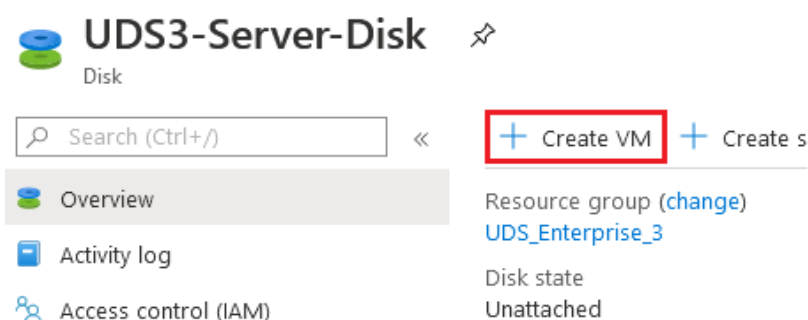 UDS3-Server-Disk
Disk
Search (Ctrl+/)
«
Overview
Activity log
Access control (IAM)
+ Create VM + Create s
Resource group (change)
UDS_Enterprise_3
Disk state
Unattached